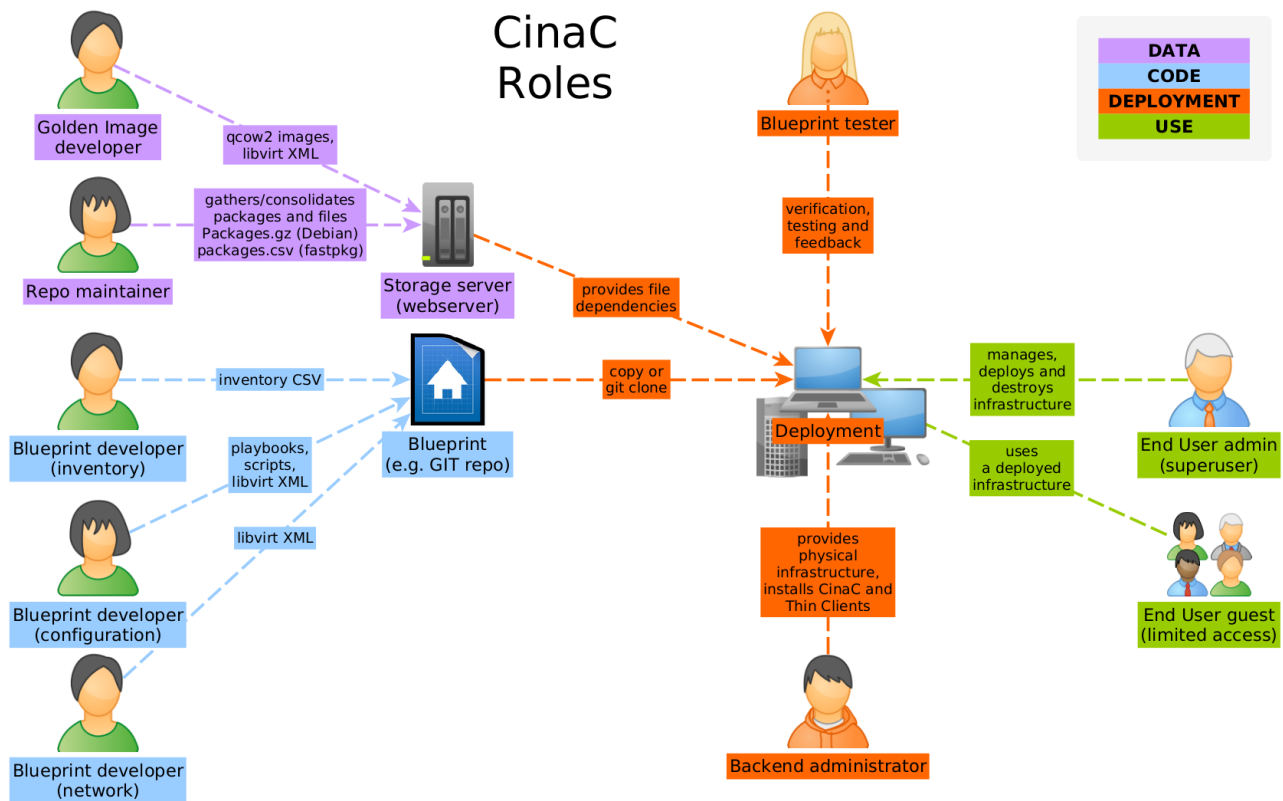 CinaC
Roles
DATA
CODE
DEPLOYMENT
USE
Golden Image
developer
qcow2 images,
libvirt XML
Repo maintainer
gathers/consolidates
packages and files
Packages.gz (Debian)
packages.csv (fastpkg)
Storage server
(webserver)
provides file
dependencies
Blueprint tester
verification,
testing and
feedback
Blueprint developer
(inventory)
inventory CSV
Blueprint
(e.g. GIT repo)
copy or
git clone
Deployment
manages,
deploys and
destroys
infrastructure
End User admin
(superuser)
uses
a deployed
infrastructure
End User guest
(limited access)
Blueprint developer
(configuration)
playbooks,
scripts,
libvirt XML
Blueprint developer
(network)
libvirt XML
provides
physical
infrastructure,
installs CinaC and
Thin Clients
Backend administrator